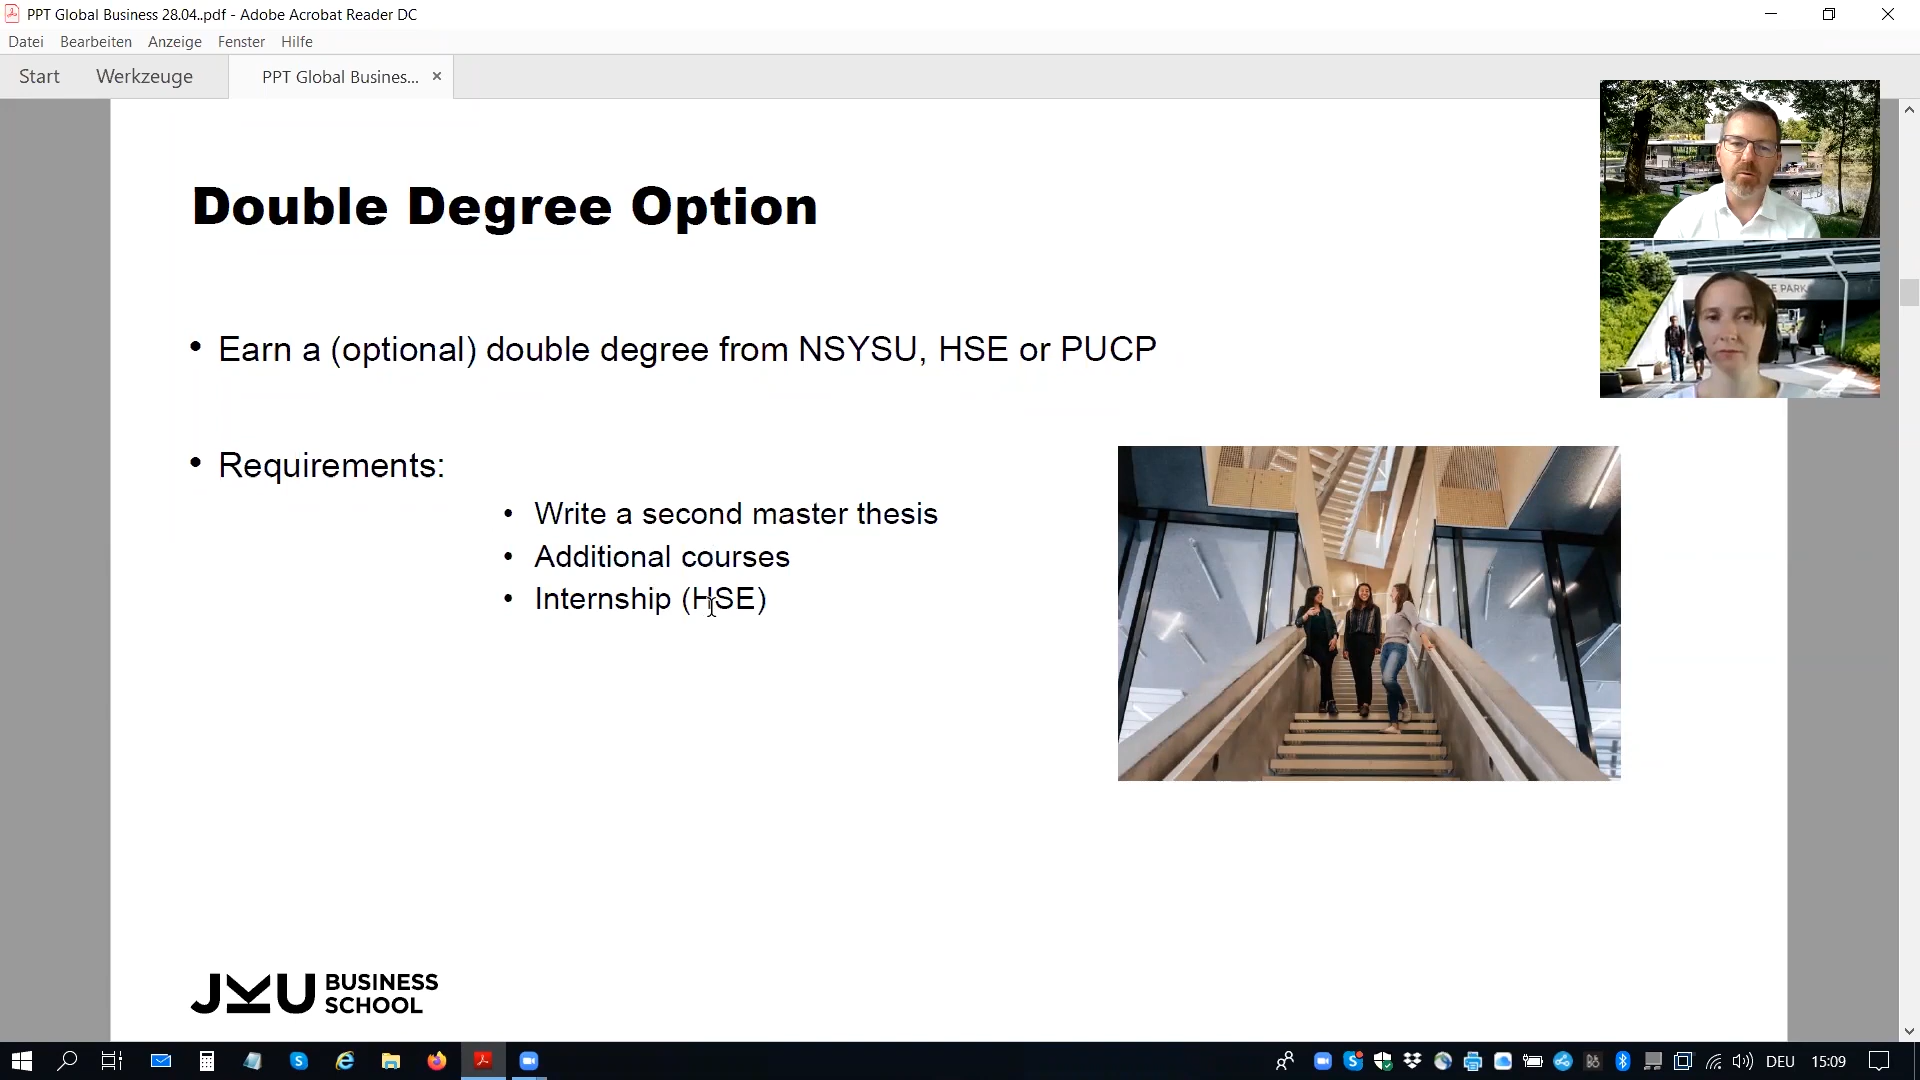 PPT Global Business 28.04..pdf - Adobe Acrobat Reader DC
Datei Bearbeiten Anzeige Fenster Hilfe
Start Werkzeuge PPT Global Busines... ×
Double Degree Option
• Earn a (optional) double degree from NSYSU, HSE or PUCP
• Requirements:
• Write a second master thesis
• Additional courses
• Internship (HSE)
PARK
JKU BUSINESS
SCHOOL
DEU 15:09